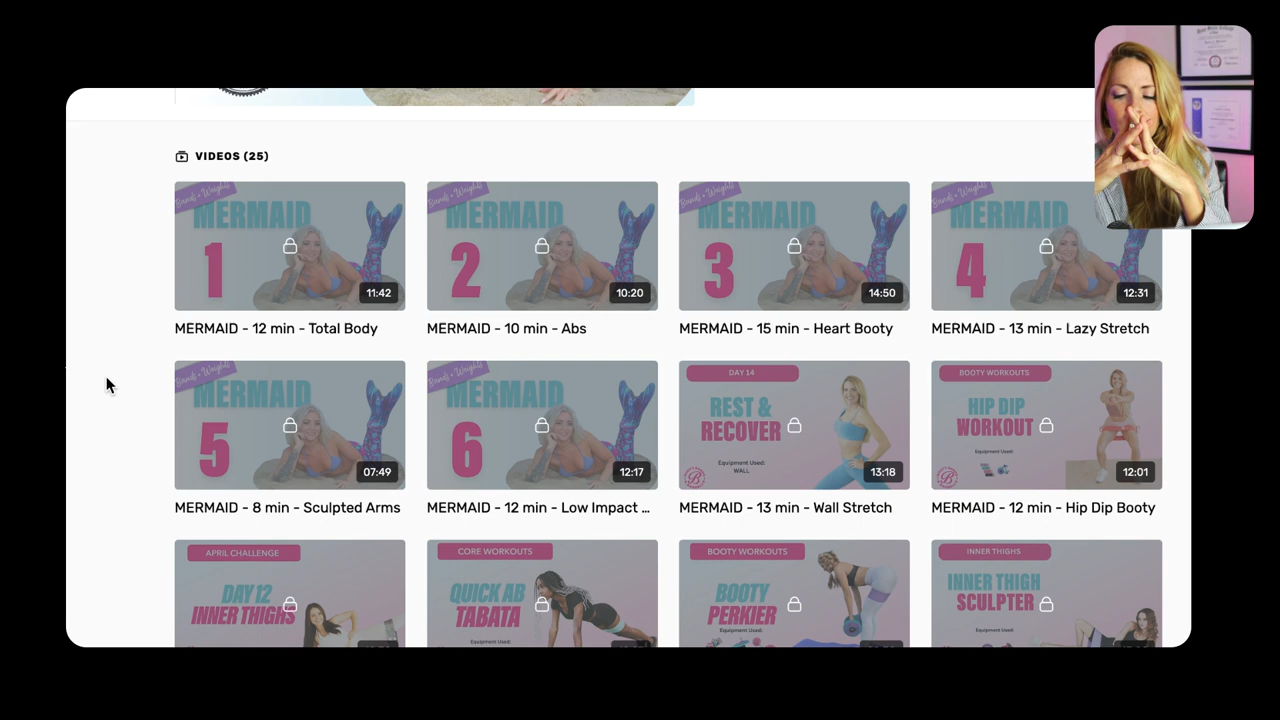 VIDEOS (25)
Bands + Weights
MERMAID
1
11:42
Bands + Weights
MERMAID
2
10:20
Bands + Weights
MERMAID
3
14:50
Bands + Weights
MERMAID
4
12:31
MERMAID - 12 min - Total Body
MERMAID - 10 min - Abs
MERMAID - 15 min - Heart Booty
MERMAID - 13 min - Lazy Stretch
Bands + Weights
MERMAID
5
07:49
Bands + Weights
MERMAID
6
12:17
DAY 14
REST &
RECOVER
Equipment Used:
WALL
13:18
BOOTY WORKOUTS
HIP DIP
WORKOUT
Equipment Used:
12:01
MERMAID - 8 min - Sculpted Arms
MERMAID - 12 min - Low Impact ...
MERMAID - 13 min - Wall Stretch
MERMAID - 12 min - Hip Dip Booty
APRIL CHALLENGE
DAY 12
INNER THIGHS
CORE WORKOUTS
QUICK AB
TABATA
Equipment Used:
BOOTY WORKOUTS
BOOTY
PERKIER
Equipment Used:
INNER THIGHS
INNER THIGH
SCULPTER
Equipment Used: